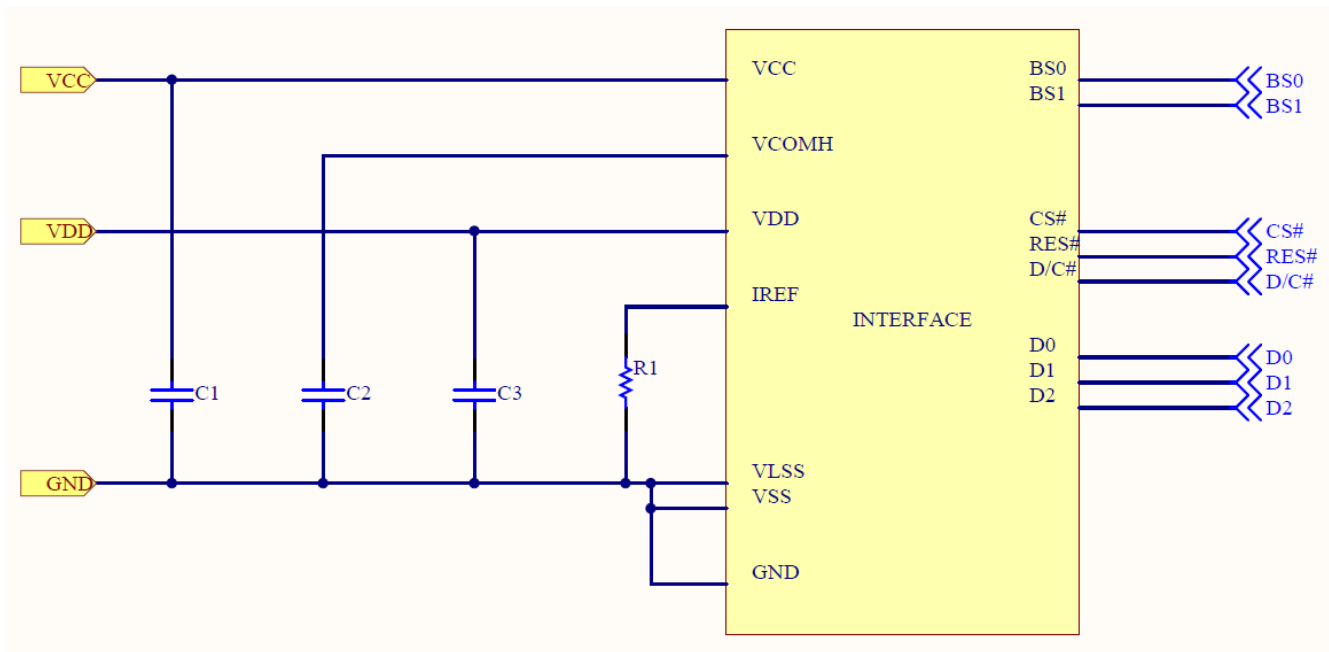 VCC
VCC
BS0
BS0
BS1
BS1
VCOMH
VDD
VDD
CS#
CS#
RES#
RES#
D/C#
D/C#
IREF
INTERFACE
D0
D0
D1
D1
D2
D2
C1
C2
C3
R1
GND
VLSS
VSS
GND